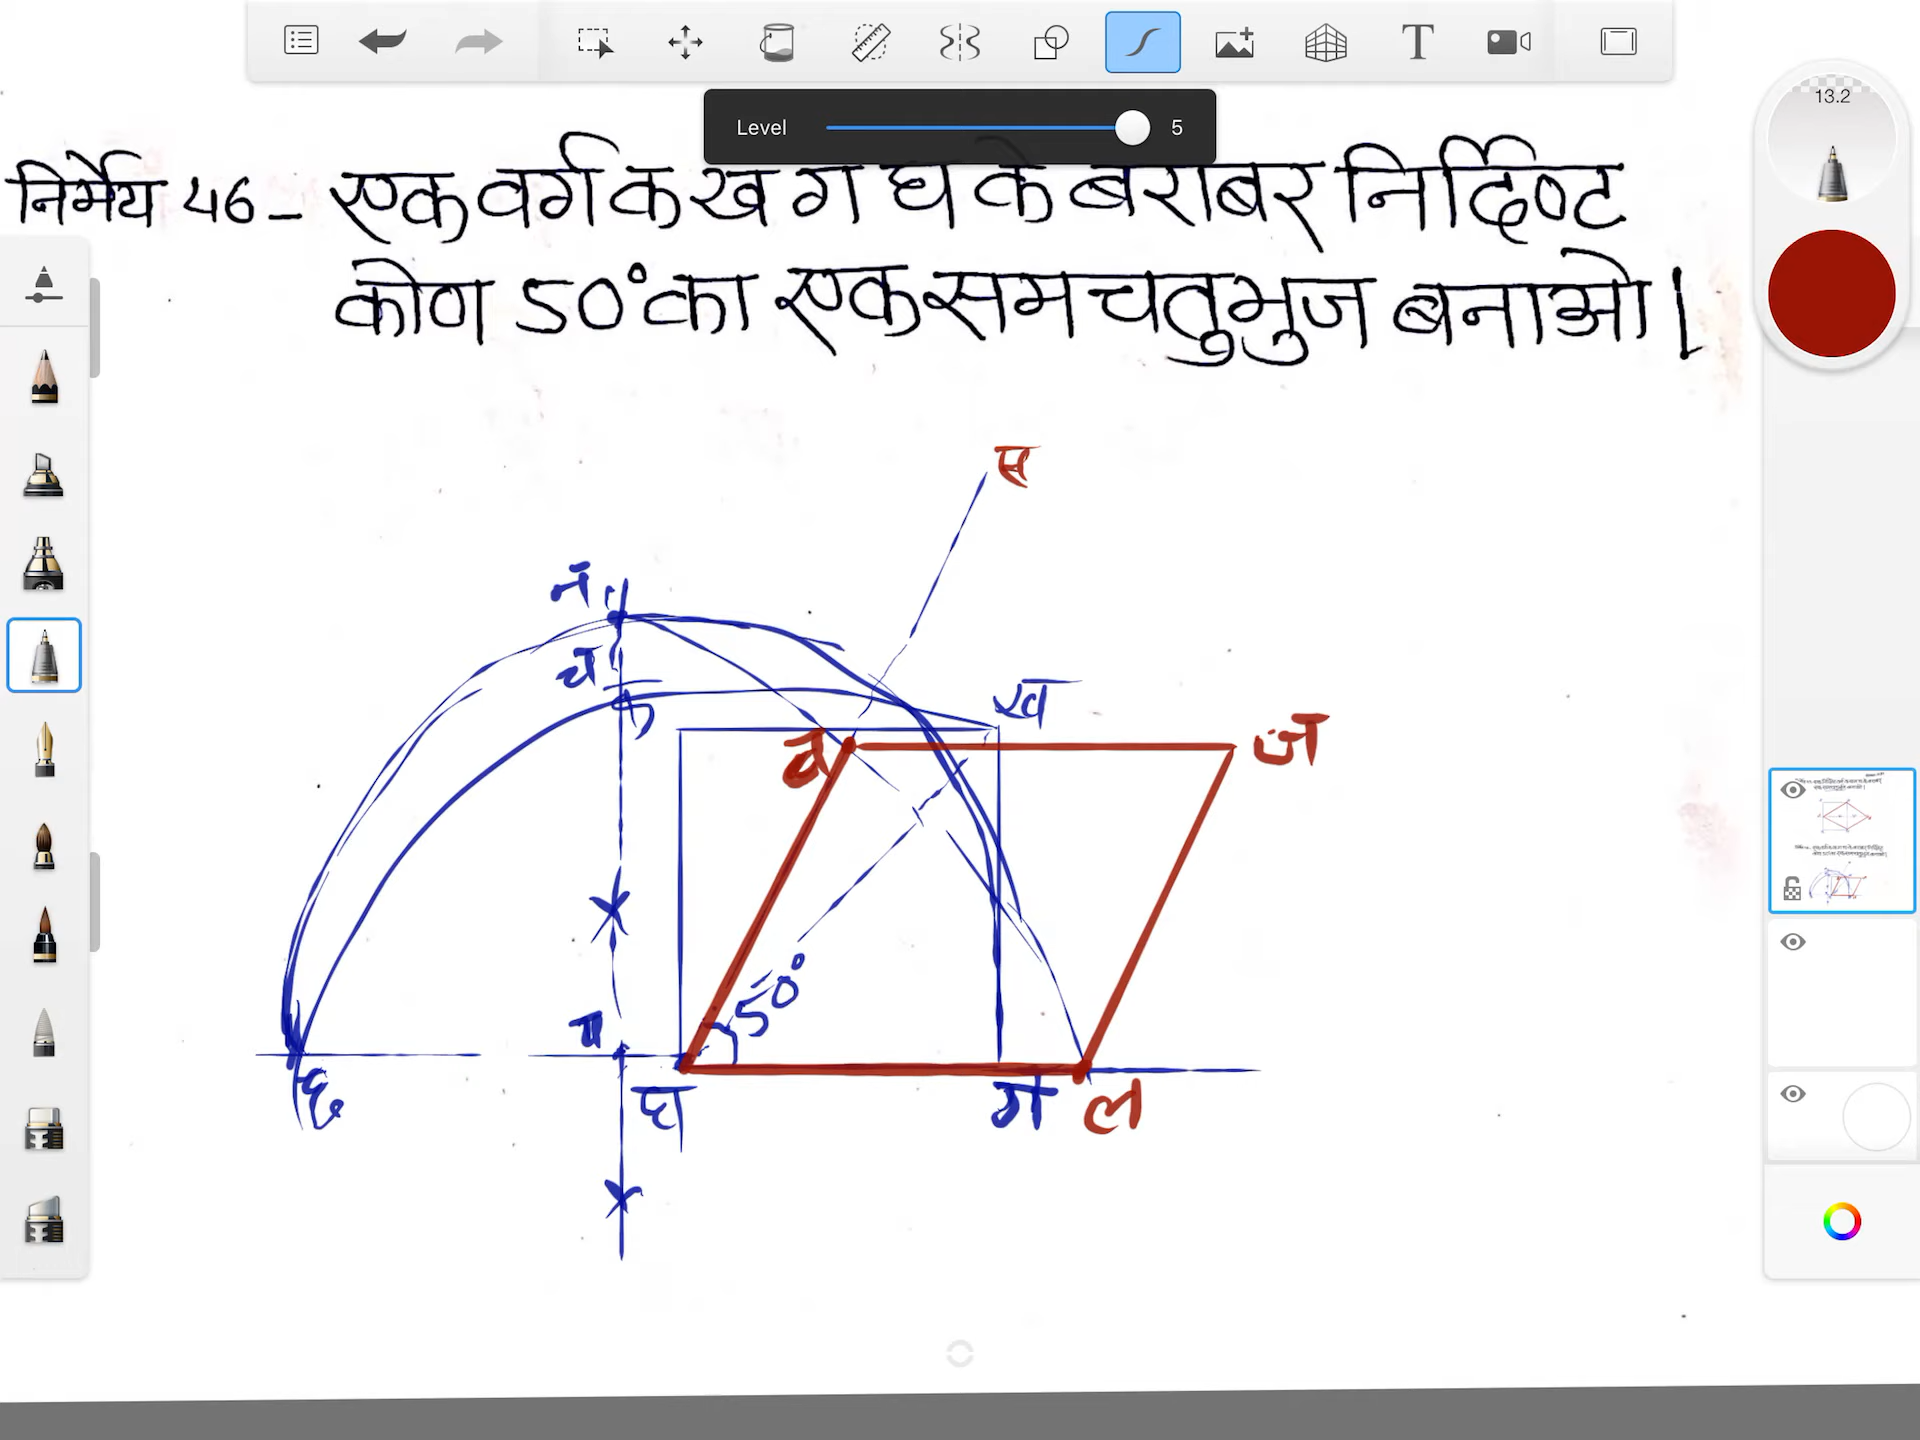 13.2
Level 5
निर्मेय 46- एक वर्ग क ख ग घ के बराबर निर्दिष्ट
कोण 50° का एक समचतुर्भुज बनाओ |
स
न
च
ख
क
व
ज
50°
प
छ
घ
ग
ल